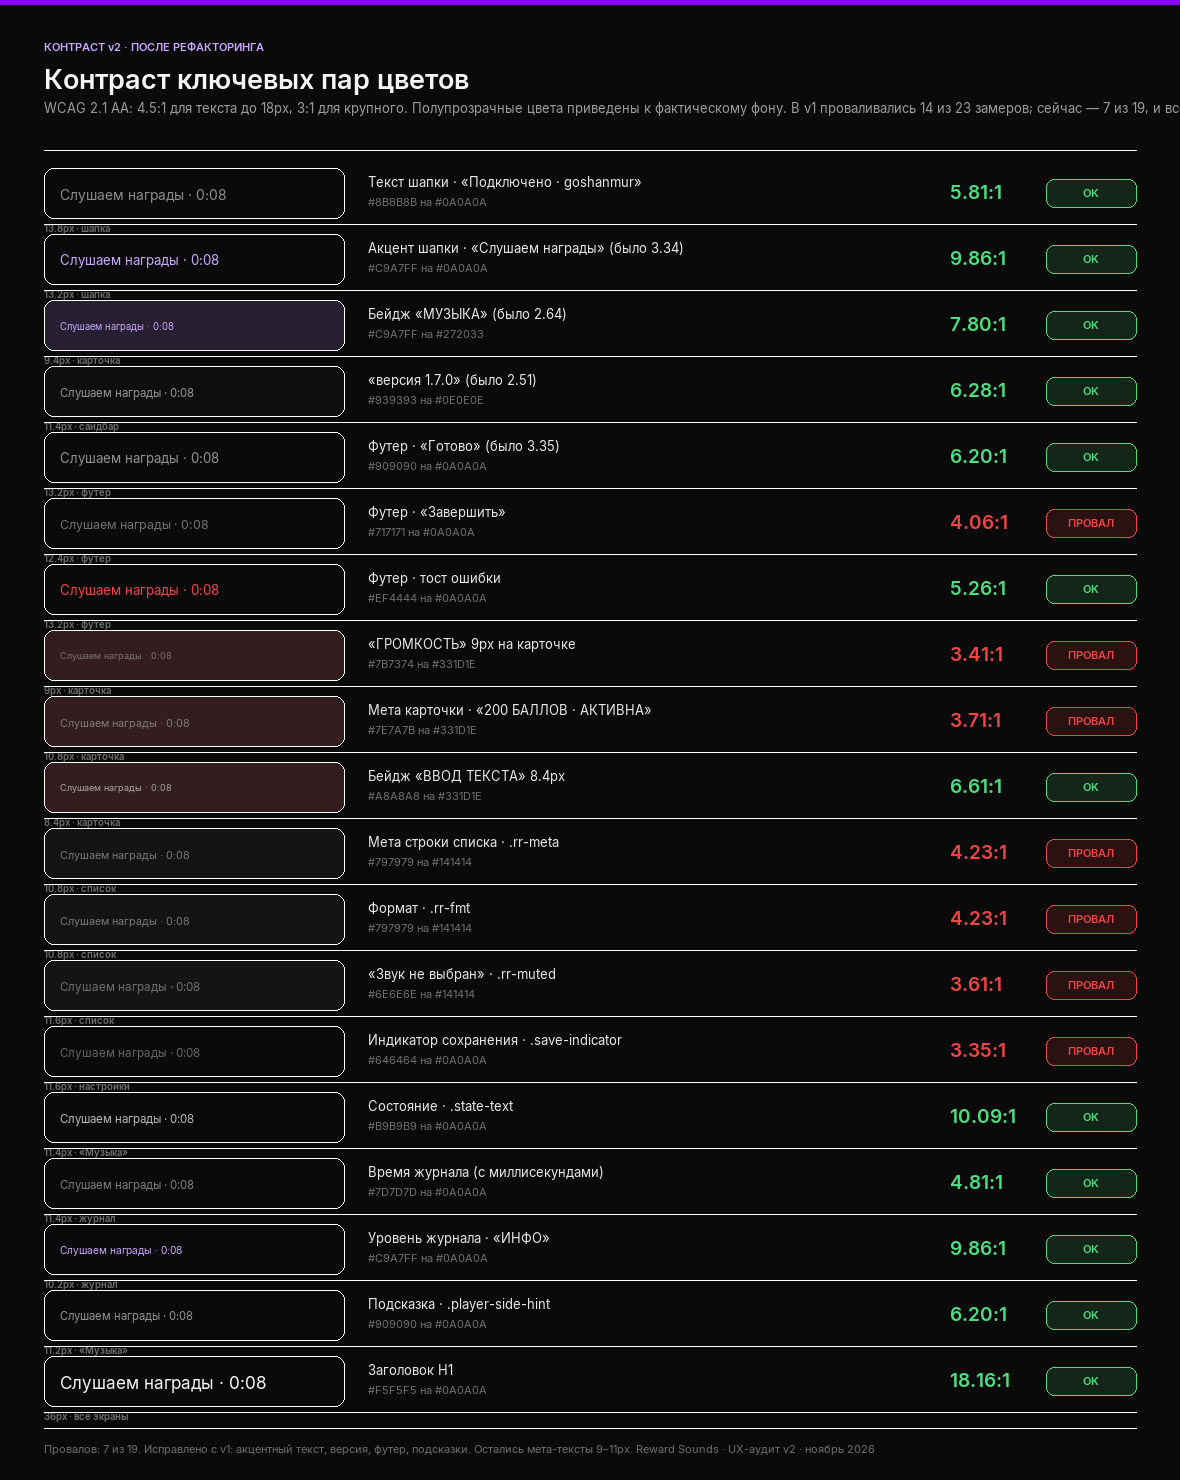 КОНТРАСТ v2 · ПОСЛЕ РЕФАКТОРИНГА
Контраст ключевых пар цветов
WCAG 2.1 AA: 4.5:1 для текста до 18px, 3:1 для крупного. Полупрозрачные цвета приведены к фактическому фону. В v1 проваливались 14 из 23 замеров; сейчас — 7 из 19, и вс
Слушаем награды · 0:08
Текст шапки · «Подключено · goshanmur»
#8B8B8B на #0A0A0A
5.81:1
OK
13.8px · шапка
Слушаем награды · 0:08
Акцент шапки · «Слушаем награды» (было 3.34)
#C9A7FF на #0A0A0A
9.86:1
OK
13.2px · шапка
Слушаем награды · 0:08
Бейдж «МУЗЫКА» (было 2.64)
#C9A7FF на #272033
7.80:1
OK
9.4px · карточка
Слушаем награды · 0:08
«версия 1.7.0» (было 2.51)
#939393 на #0E0E0E
6.28:1
OK
11.4px · сайдбар
Слушаем награды · 0:08
Футер · «Готово» (было 3.35)
#909090 на #0A0A0A
6.20:1
OK
13.2px · футер
Слушаем награды · 0:08
Футер · «Завершить»
#717171 на #0A0A0A
4.06:1
ПРОВАЛ
12.4px · футер
Слушаем награды · 0:08
Футер · тост ошибки
#EF4444 на #0A0A0A
5.26:1
OK
13.2px · футер
Слушаем награды · 0:08
«ГРОМКОСТЬ» 9px на карточке
#7B7374 на #331D1E
3.41:1
ПРОВАЛ
9px · карточка
Слушаем награды · 0:08
Мета карточки · «200 БАЛЛОВ · АКТИВНА»
#7E7A7B на #331D1E
3.71:1
ПРОВАЛ
10.8px · карточка
Слушаем награды · 0:08
Бейдж «ВВОД ТЕКСТА» 8.4px
#A8A8A8 на #331D1E
6.61:1
OK
8.4px · карточка
Слушаем награды · 0:08
Мета строки списка · .rr-meta
#797979 на #141414
4.23:1
ПРОВАЛ
10.8px · список
Слушаем награды · 0:08
Формат · .rr-fmt
#797979 на #141414
4.23:1
ПРОВАЛ
10.8px · список
Слушаем награды · 0:08
«Звук не выбран» · .rr-muted
#6E6E6E на #141414
3.61:1
ПРОВАЛ
11.6px · список
Слушаем награды · 0:08
Индикатор сохранения · .save-indicator
#646464 на #0A0A0A
3.35:1
ПРОВАЛ
11.6px · настройки
Слушаем награды · 0:08
Состояние · .state-text
#B9B9B9 на #0A0A0A
10.09:1
OK
11.4px · «Музыка»
Слушаем награды · 0:08
Время журнала (с миллисекундами)
#7D7D7D на #0A0A0A
4.81:1
OK
11.4px · журнал
Слушаем награды · 0:08
Уровень журнала · «ИНФО»
#C9A7FF на #0A0A0A
9.86:1
OK
10.2px · журнал
Слушаем награды · 0:08
Подсказка · .player-side-hint
#909090 на #0A0A0A
6.20:1
OK
11.2px · «Музыка»
Слушаем награды · 0:08
Заголовок H1
#F5F5F5 на #0A0A0A
18.16:1
OK
36px · все экраны
Провалов: 7 из 19. Исправлено с v1: акцентный текст, версия, футер, подсказки. Остались мета-тексты 9–11px. Reward Sounds · UX-аудит v2 · ноябрь 2026